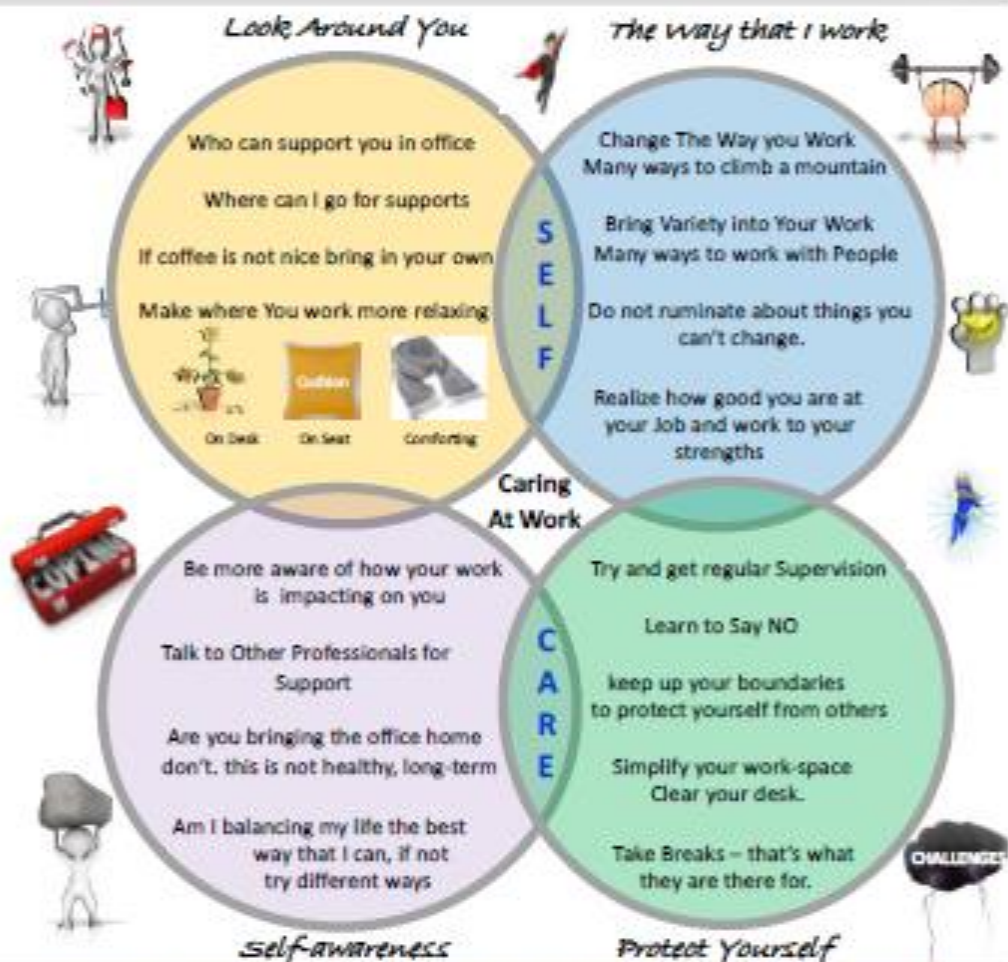 Look Around You
The way that I work
Who can support you in office
Where can I go for supports
If coffee is not nice bring in your own
Make where You work more relaxing
Cushion
On Desk
On Seat
Comforting
SELF
Change The Way you Work
Many ways to climb a mountain
Bring Variety into Your Work
Many ways to work with People
Do not ruminate about things you
can't change.
Realize how good you are at
your Job and work to your
strengths
Caring
At Work
Be more aware of how your work
is impacting on you
Talk to Other Professionals for
Support
Are you bringing the office home
don't. this is not healthy, long-term
Am I balancing my life the best
way that I can, if not
try different ways
CARE
Try and get regular Supervision
Learn to Say NO
keep up your boundaries
to protect yourself from others
Simplify your work-space
Clear your desk.
Take Breaks – that's what
they are there for.
CHALLENGES
Self-awareness
Protect Yourself